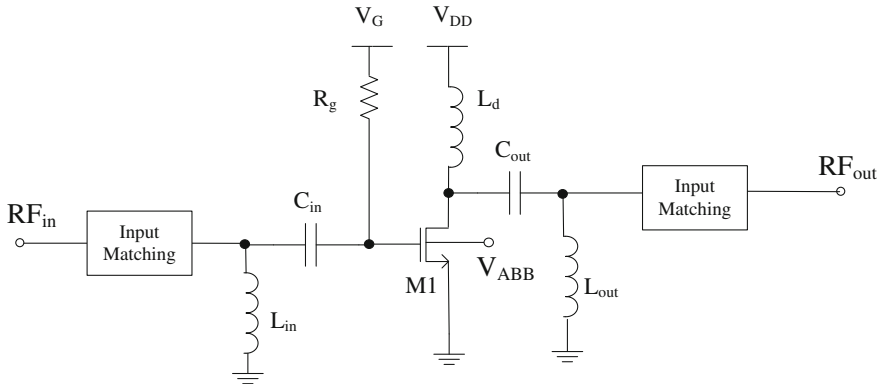 V_G
V_DD
R_g
L_d
C_out
RF_out
Input
Matching
RF_in
C_in
Input
Matching
V_ABB
M1
L_out
L_in